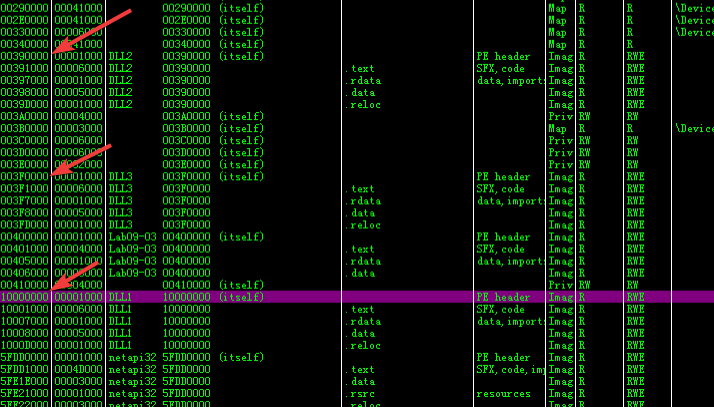 00290000 00041000 00290000 (itself) Map R R \Device
002E0000 00041000 002E0000 (itself) Map R R \Device
00330000 00006000 00330000 (itself) Map R R \Device
00340000 00041000 00340000 (itself) Map R R
00390000 00001000 DLL2 00390000 (itself) PE header Imag R RWE
00391000 00006000 DLL2 00390000 .text SFX,code Imag R RWE
00397000 00001000 DLL2 00390000 .rdata data,imports Imag R RWE
00398000 00005000 DLL2 00390000 .data Imag R RWE
0039D000 00001000 DLL2 00390000 .reloc Imag R RWE
003A0000 00004000 003A0000 (itself) Priv RW RW
003B0000 00003000 003B0000 (itself) Map R R \Device
003C0000 00006000 003C0000 (itself) Priv RW RW
003D0000 00006000 003D0000 (itself) Priv RW RW
003E0000 00002000 003E0000 (itself) Priv RW RW
003F0000 00001000 DLL3 003F0000 (itself) PE header Imag R RWE
003F1000 00006000 DLL3 003F0000 .text SFX,code Imag R RWE
003F7000 00001000 DLL3 003F0000 .rdata data,imports Imag R RWE
003F8000 00005000 DLL3 003F0000 .data Imag R RWE
003FD000 00001000 DLL3 003F0000 .reloc Imag R RWE
00400000 00001000 Lab09-03 00400000 (itself) PE header Imag R RWE
00401000 00004000 Lab09-03 00400000 .text SFX,code Imag R RWE
00405000 00001000 Lab09-03 00400000 .rdata data,imports Imag R RWE
00406000 Lab09-03 00400000 .data Imag R RWE
00410000 00004000 00410000 (itself) Priv RW RW
10000000 00001000 DLL1 10000000 (itself) PE header Imag R RWE
10001000 00006000 DLL1 10000000 .text SFX,code Imag R RWE
10007000 00001000 DLL1 10000000 .rdata data,imports Imag R RWE
10008000 00005000 DLL1 10000000 .data Imag R RWE
1000D000 00001000 DLL1 10000000 .reloc Imag R RWE
5FDD0000 00001000 netapi32 5FDD0000 (itself) PE header Imag R RWE
5FDD1000 0004D000 netapi32 5FDD0000 .text SFX,code,imp Imag R RWE
5FE1E000 00003000 netapi32 5FDD0000 .data Imag R RWE
5FE21000 00001000 netapi32 5FDD0000 .rsrc resources Imag R RWE
5FE22000 00003000 netapi32 5FDD0000 .reloc Imag R RWE